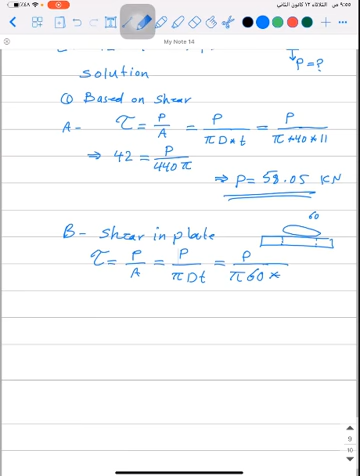 ٩:٥٥ ص الثلاثاء ١٢ كانون الثاني
٪٨٩
My Note 14
P = ?
solution
① Based on shear
A- τ = P/A = P/πD*t = P/π*40*11
⇒ 42 = P/440π
⇒ P = 58.05 KN
60
B- shear in plate
τ = P/A = P/πDt = P/π60*
9
10